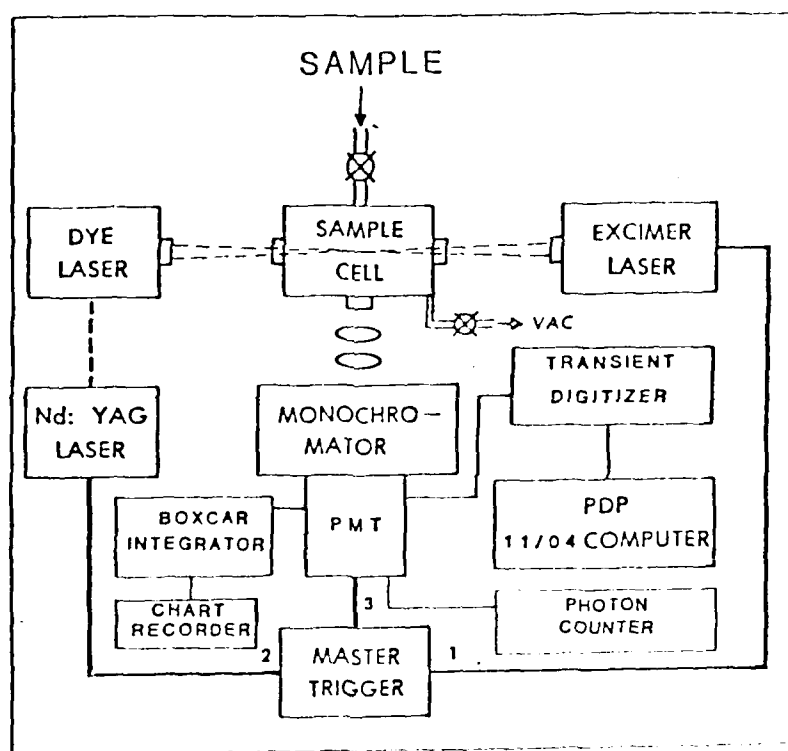 SAMPLE
DYE
LASER
SAMPLE
CELL
EXCIMER
LASER
VAC
Nd: YAG
LASER
MONOCHRO-
MATOR
TRANSIENT
DIGITIZER
BOXCAR
INTEGRATOR
PMT
PDP
11/04 COMPUTER
CHART
RECORDER
3
PHOTON
COUNTER
2
MASTER
TRIGGER
1